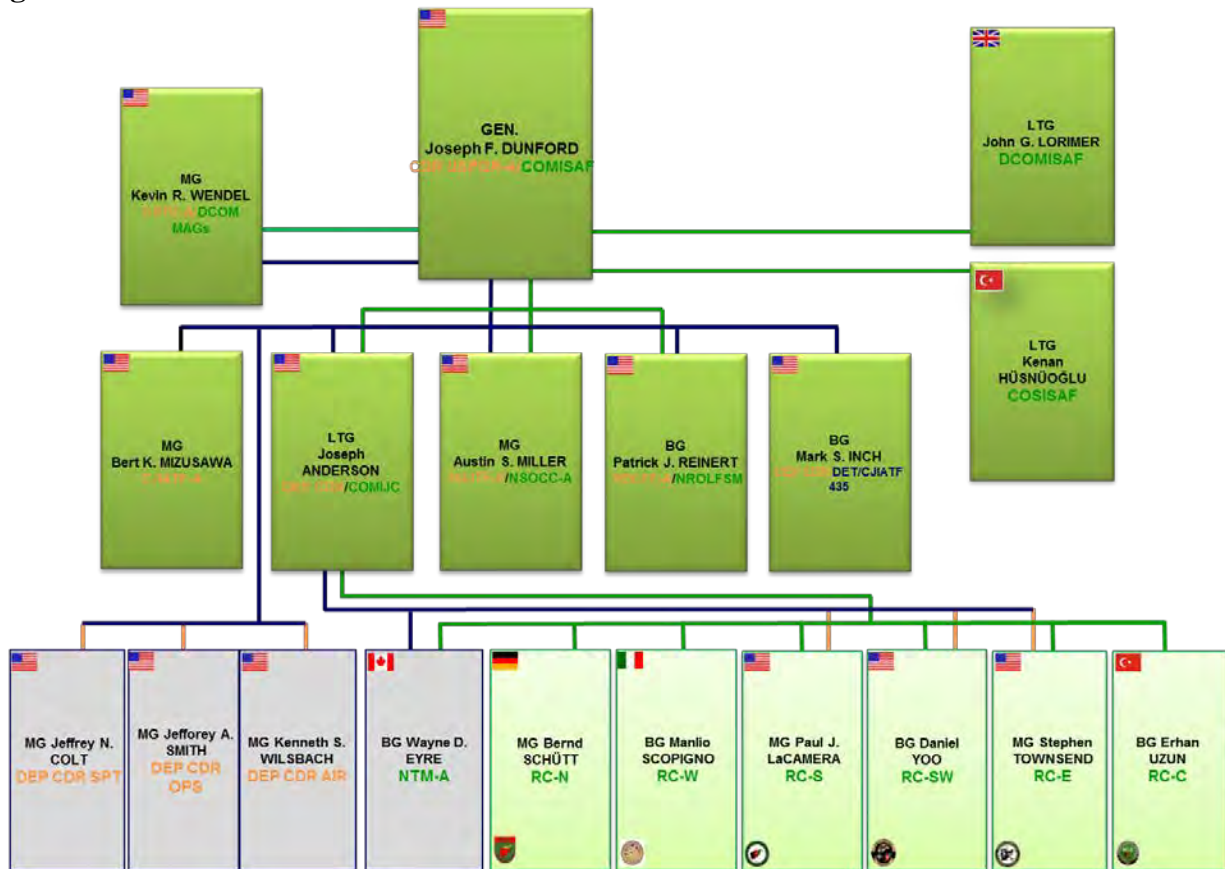 GEN.
Joseph F. DUNFORD
CDR USFOR-A/COMISAF
MG
Kevin R. WENDEL
DCOM
MAGs
LTG
John G. LORIMER
DCOMISAF
LTG
Kenan
HÜSNÜOĞLU
COSISAF
MG
Bert K. MIZUSAWA
LTG
Joseph
ANDERSON
DEP CDR/COMIJC
MG
Austin S. MILLER
/NSOCC-A
BG
Patrick J. REINERT
/NROLFSM
BG
Mark S. INCH
DET/CJIATF
435
MG Jeffrey N.
COLT
DEP CDR SPT
MG Jefforey A.
SMITH
DEP CDR
OPS
MG Kenneth S.
WILSBACH
DEP CDR AIR
BG Wayne D.
EYRE
NTM-A
MG Bernd
SCHÜTT
RC-N
BG Manlio
SCOPIGNO
RC-W
MG Paul J.
LaCAMERA
RC-S
BG Daniel
YOO
RC-SW
MG Stephen
TOWNSEND
RC-E
BG Erhan
UZUN
RC-C